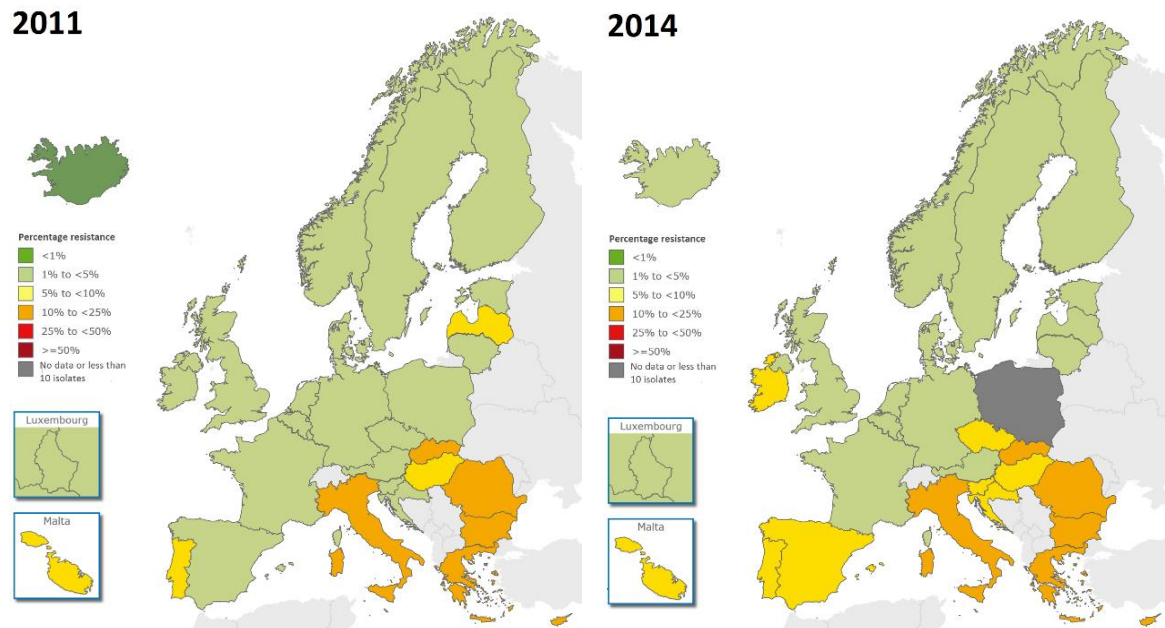 2011
Percentage resistance
<1%
1% to <5%
5% to <10%
10% to <25%
25% to <50%
>=50%
No data or less than
10 isolates
Luxembourg
Malta
2014
Percentage resistance
<1%
1% to <5%
5% to <10%
10% to <25%
25% to <50%
>=50%
No data or less than
10 isolates
Luxembourg
Malta